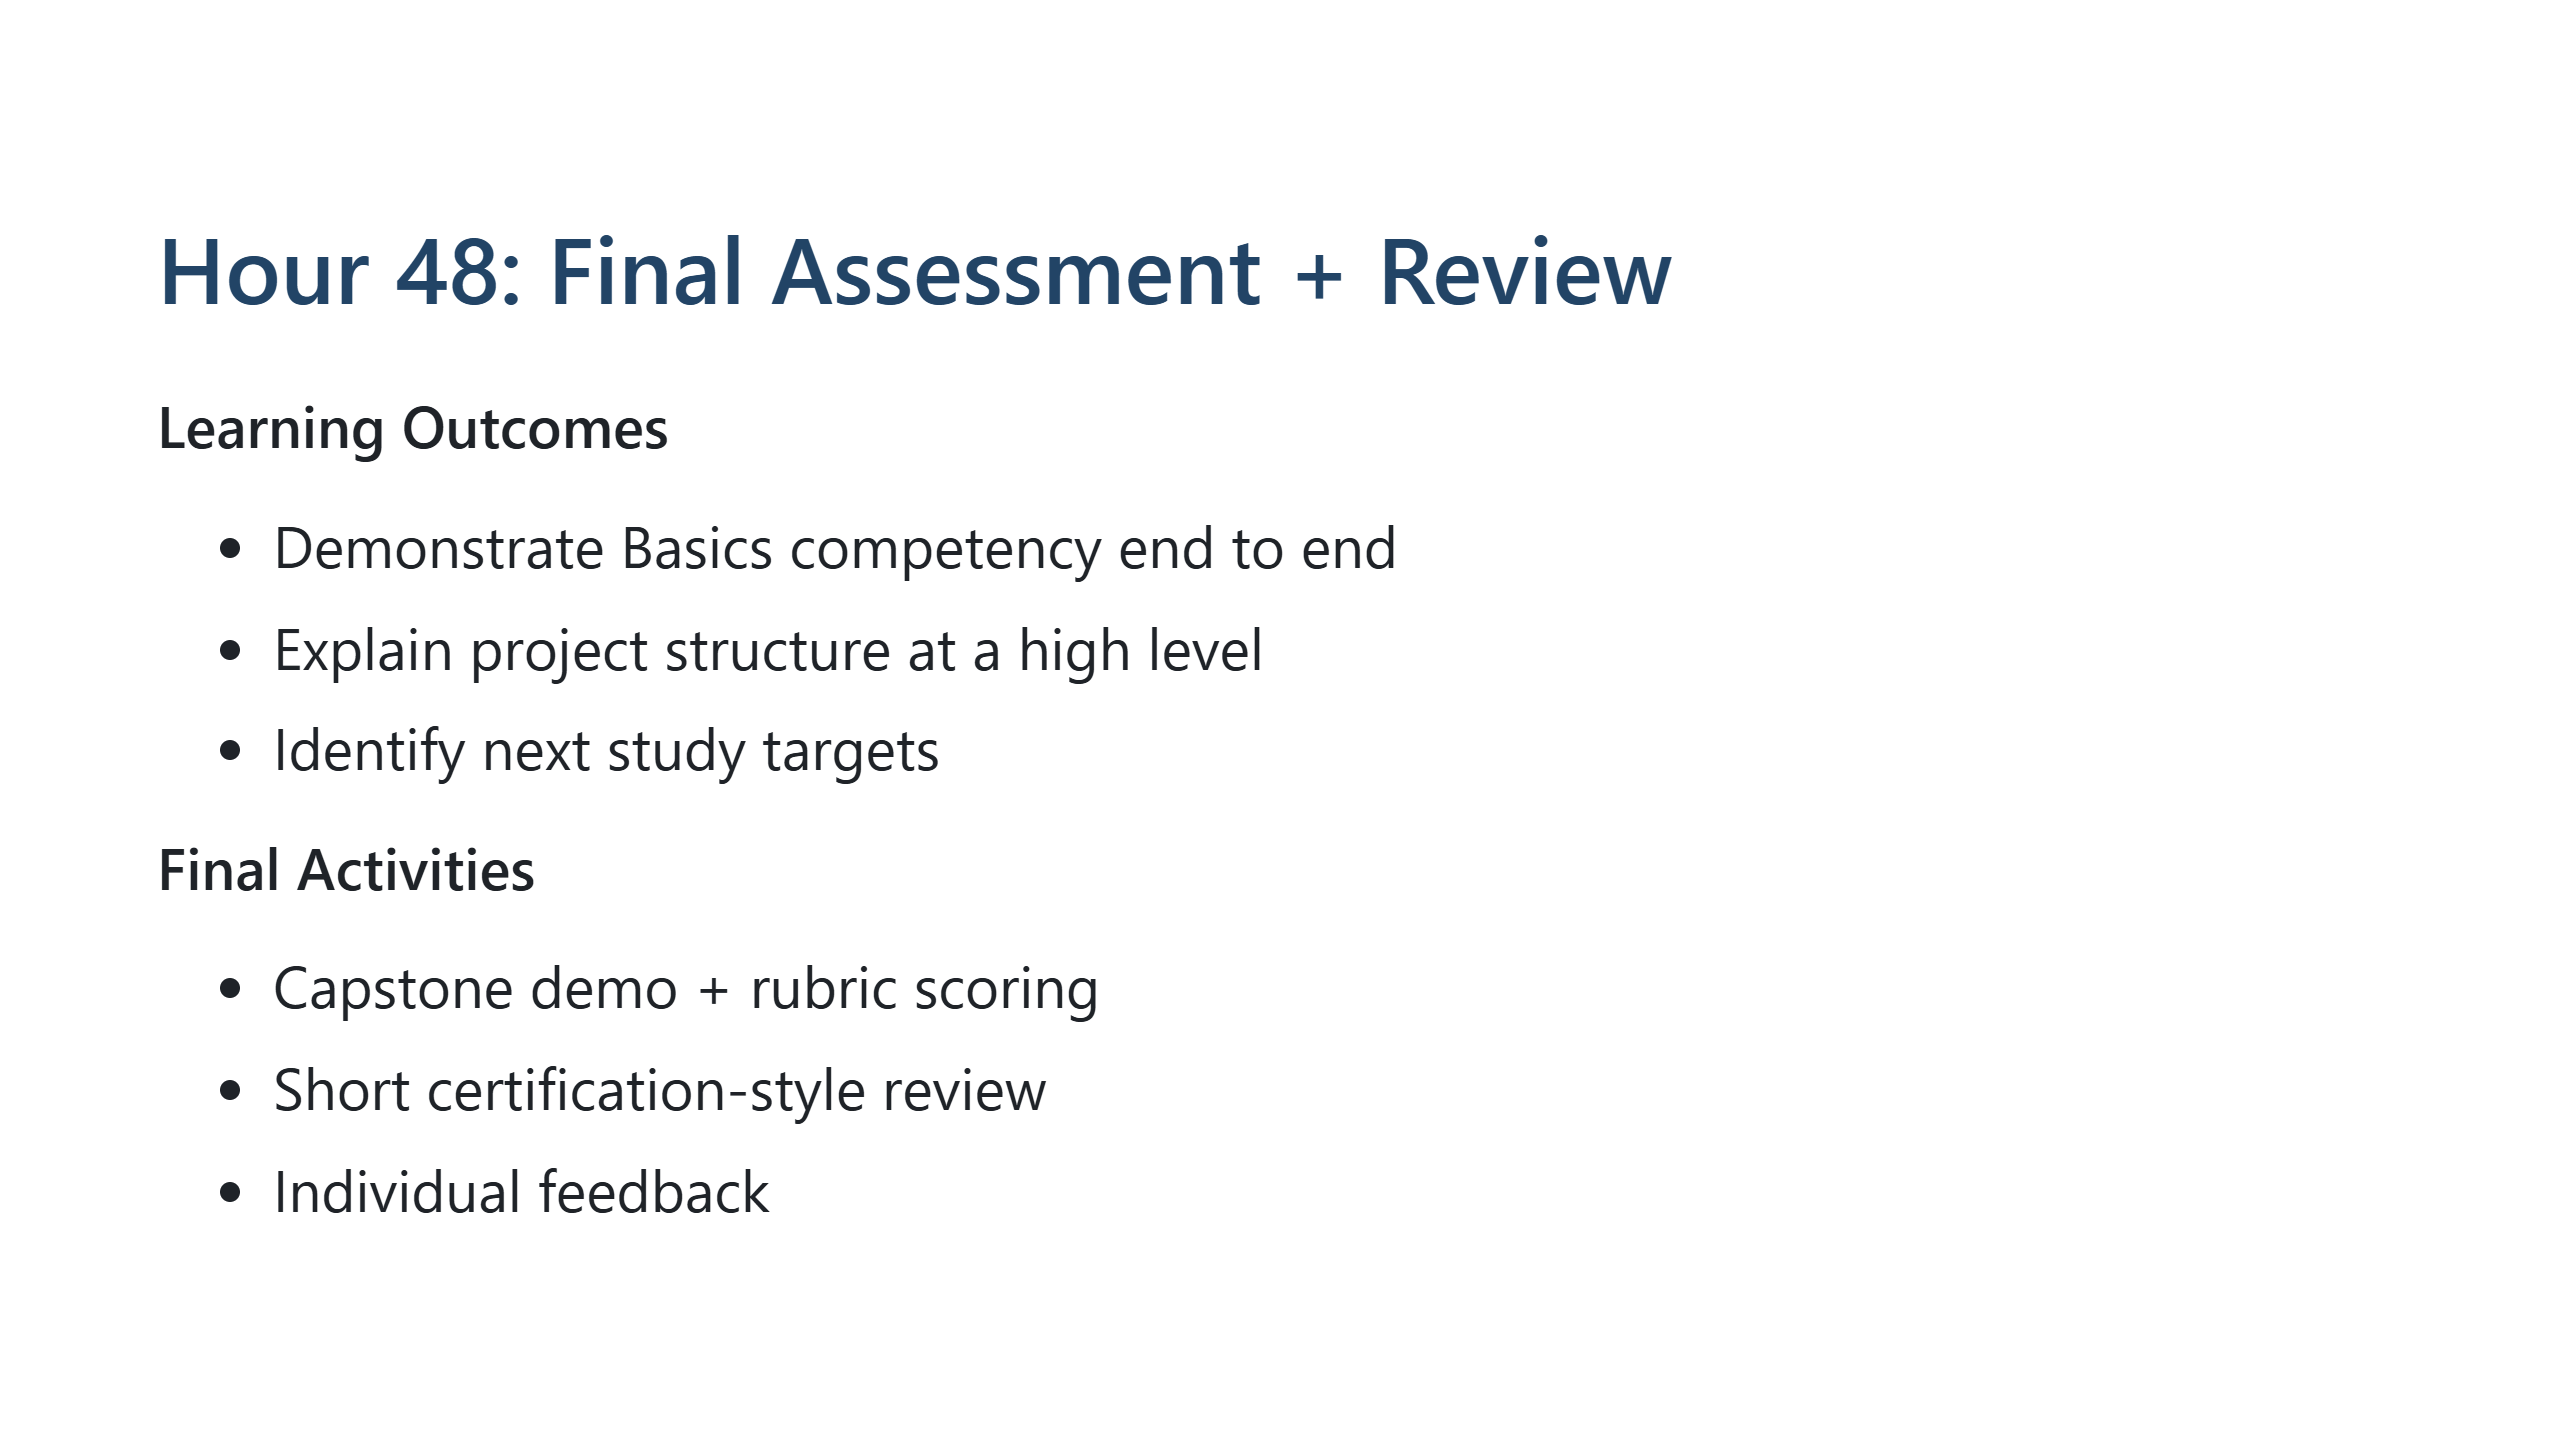 Hour 48: Final Assessment + Review
Learning Outcomes
• Demonstrate Basics competency end to end
• Explain project structure at a high level
• Identify next study targets
Final Activities
• Capstone demo + rubric scoring
• Short certification-style review
• Individual feedback